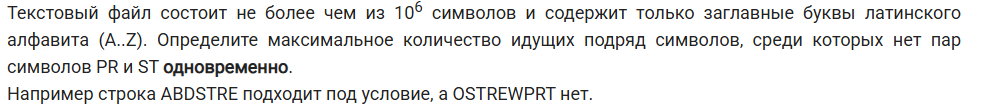 Текстовый файл состоит не более чем из 10⁶ символов и содержит только заглавные буквы латинского
алфавита (A..Z). Определите максимальное количество идущих подряд символов, среди которых нет пар
символов PR и ST одновременно.
Например строка ABDSTRE подходит под условие, а OSTREWPRT нет.